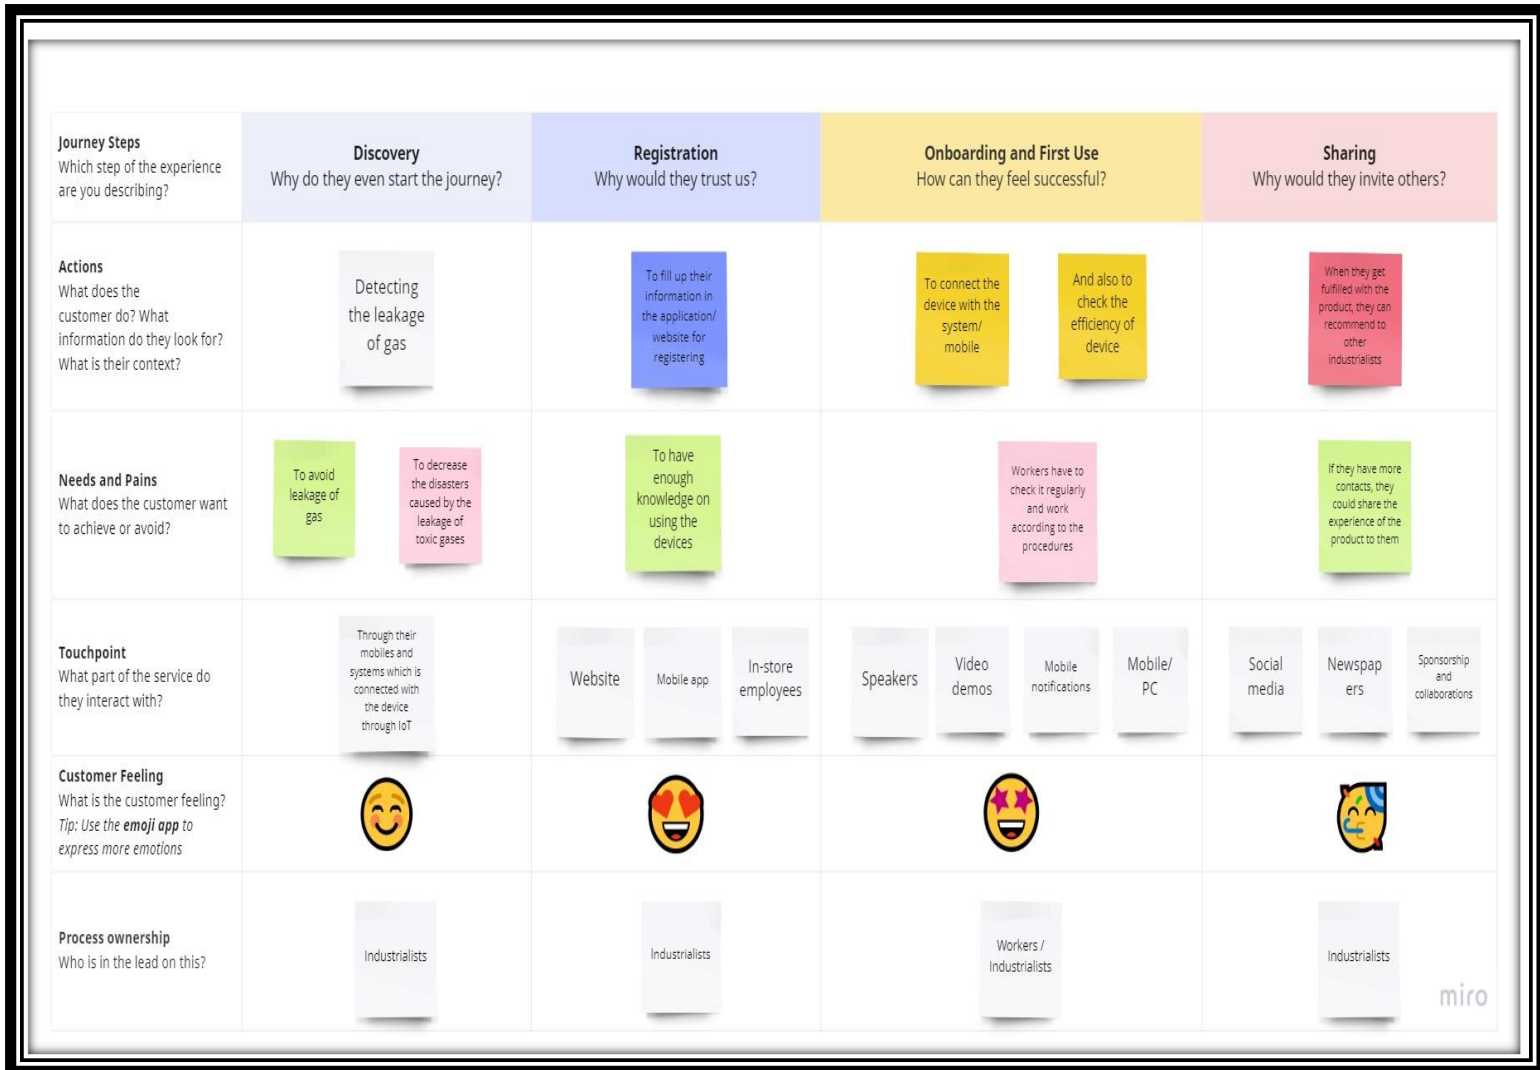 Journey Steps
Which step of the experience
are you describing?
Discovery
Why do they even start the journey?
Registration
Why would they trust us?
Onboarding and First Use
How can they feel successful?
Sharing
Why would they invite others?
Actions
What does the
customer do? What
information do they look for?
What is their context?
Detecting
the leakage
of gas
To fill up their
information in
the application/
website for
registering
To connect the
device with the
system/
mobile
And also to
check the
efficiency of
device
When they get
fulfilled with the
product, they can
recommend to
other
industrialists
Needs and Pains
What does the customer want
to achieve or avoid?
To avoid
leakage of
gas
To decrease
the disasters
caused by the
leakage of
toxic gases
To have
enough
knowledge on
using the
devices
Workers have to
check it regularly
and work
according to the
procedures
If they have more
contacts, they
could share the
experience of the
product to them
Touchpoint
What part of the service do
they interact with?
Through their
mobiles and
systems which is
connected with
the device
through IoT
Website
Mobile app
In-store
employees
Speakers
Video
demos
Mobile
notifications
Mobile/
PC
Social
media
Newspap
ers
Sponsorship
and
collaborations
Customer Feeling
What is the customer feeling?
Tip: Use the emoji app to
express more emotions
Process ownership
Who is in the lead on this?
Industrialists
Industrialists
Workers /
Industrialists
Industrialists
miro